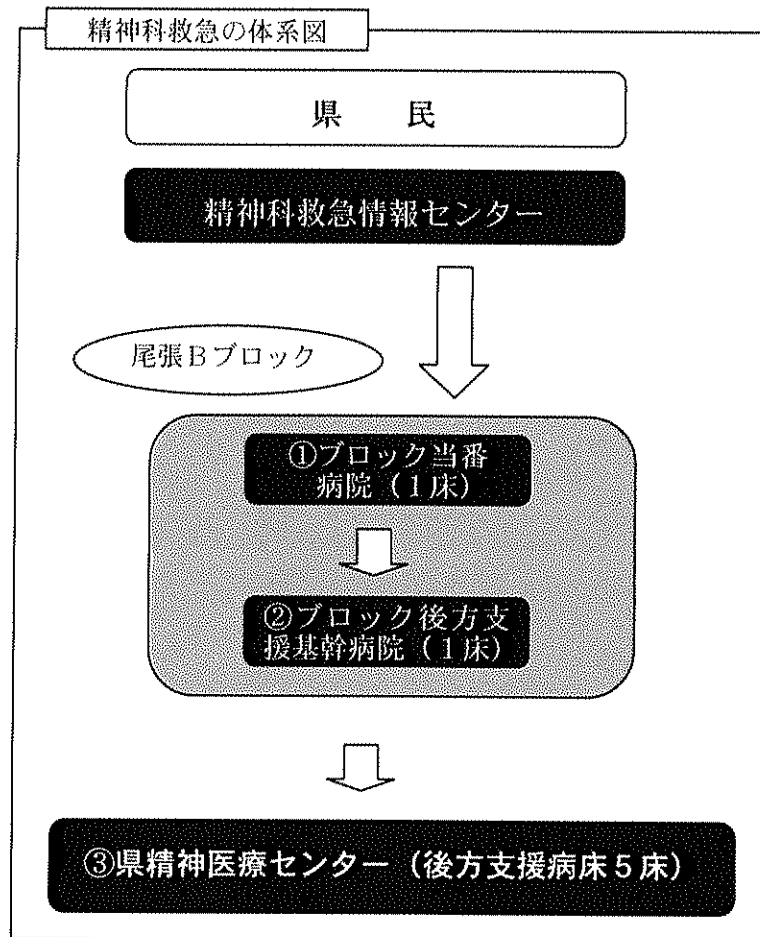 精神科救急の体系図
県　　民
精神科救急情報センター
尾張Bブロック
①ブロック当番
病院（1床）
②ブロック後方支
援基幹病院（1床）
③県精神医療センター（後方支援病床5床）